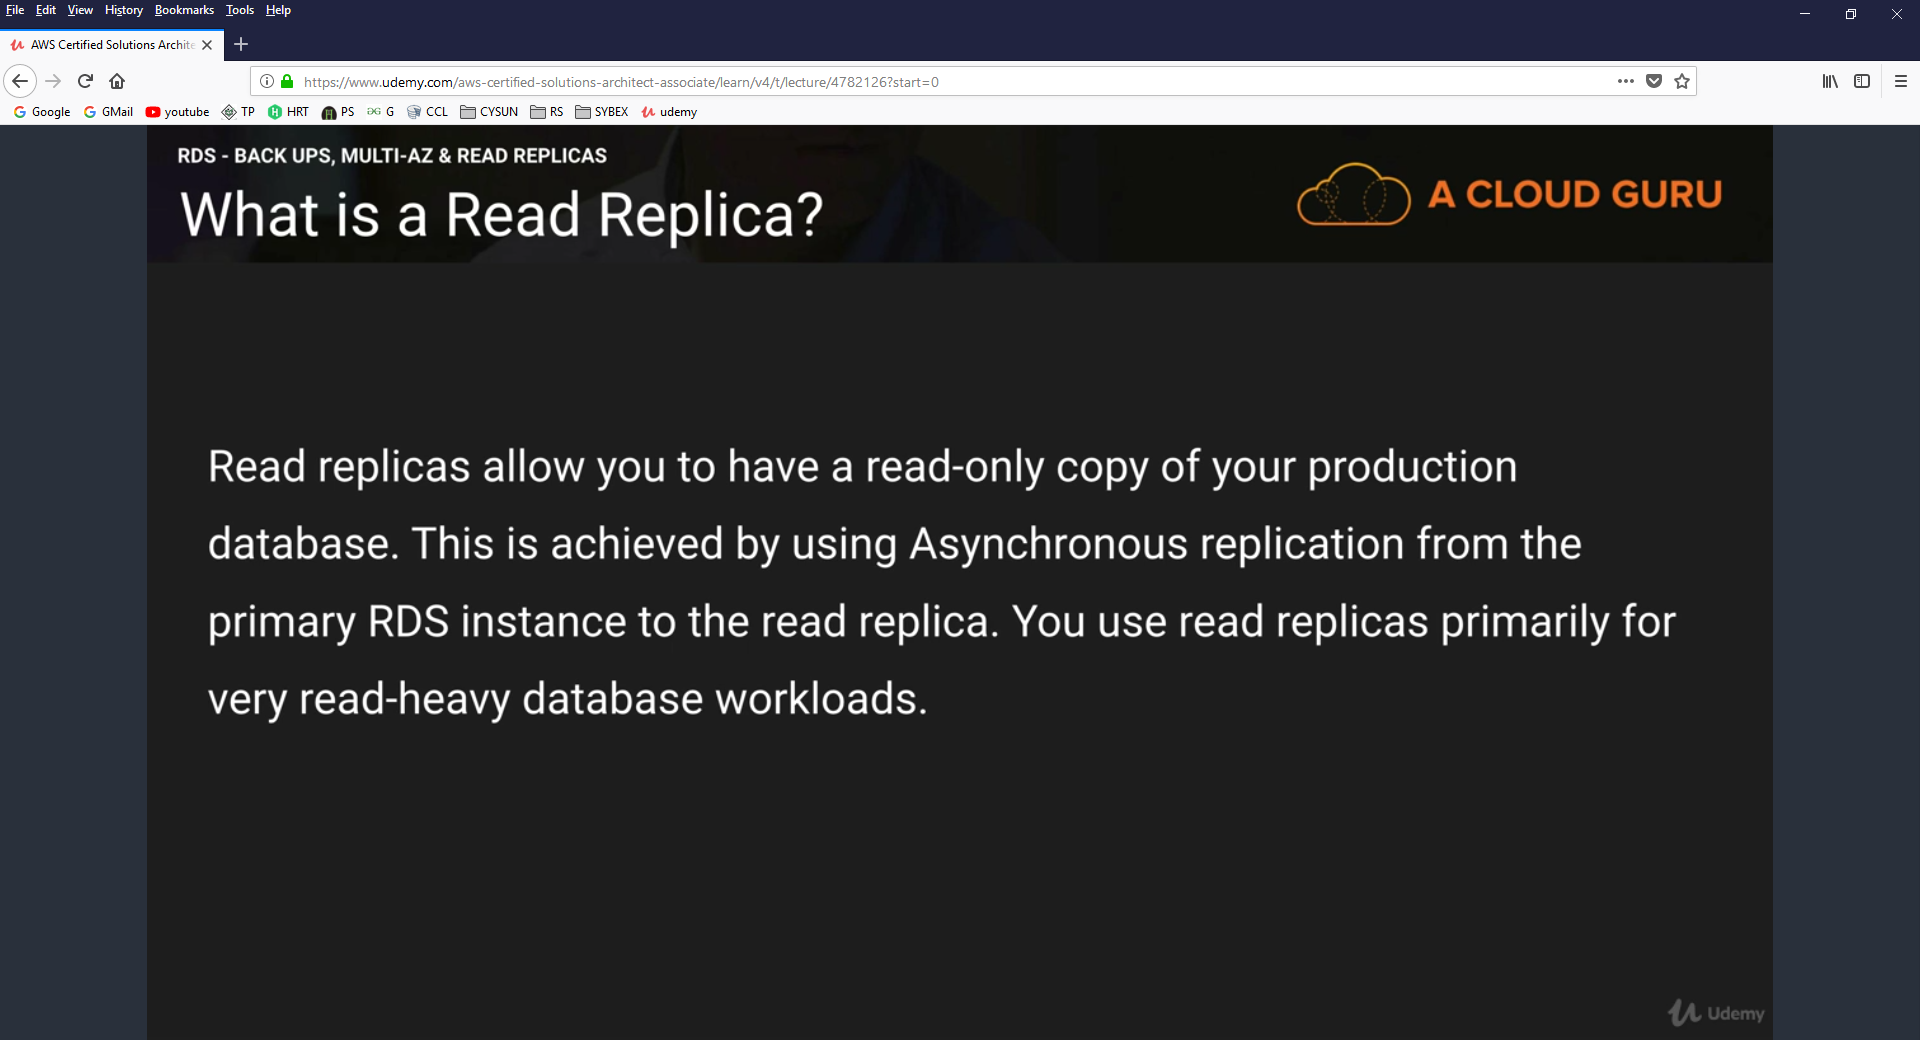 File Edit View History Bookmarks Tools Help
AWS Certified Solutions Archite
https://www.udemy.com/aws-certified-solutions-architect-associate/learn/v4/t/lecture/4782126?start=0
Google GMail youtube TP HRT PS G CCL CYSUN RS SYBEX udemy
RDS - BACK UPS, MULTI-AZ & READ REPLICAS
What is a Read Replica?
A CLOUD GURU
Read replicas allow you to have a read-only copy of your production
database. This is achieved by using Asynchronous replication from the
primary RDS instance to the read replica. You use read replicas primarily for
very read-heavy database workloads.
Udemy